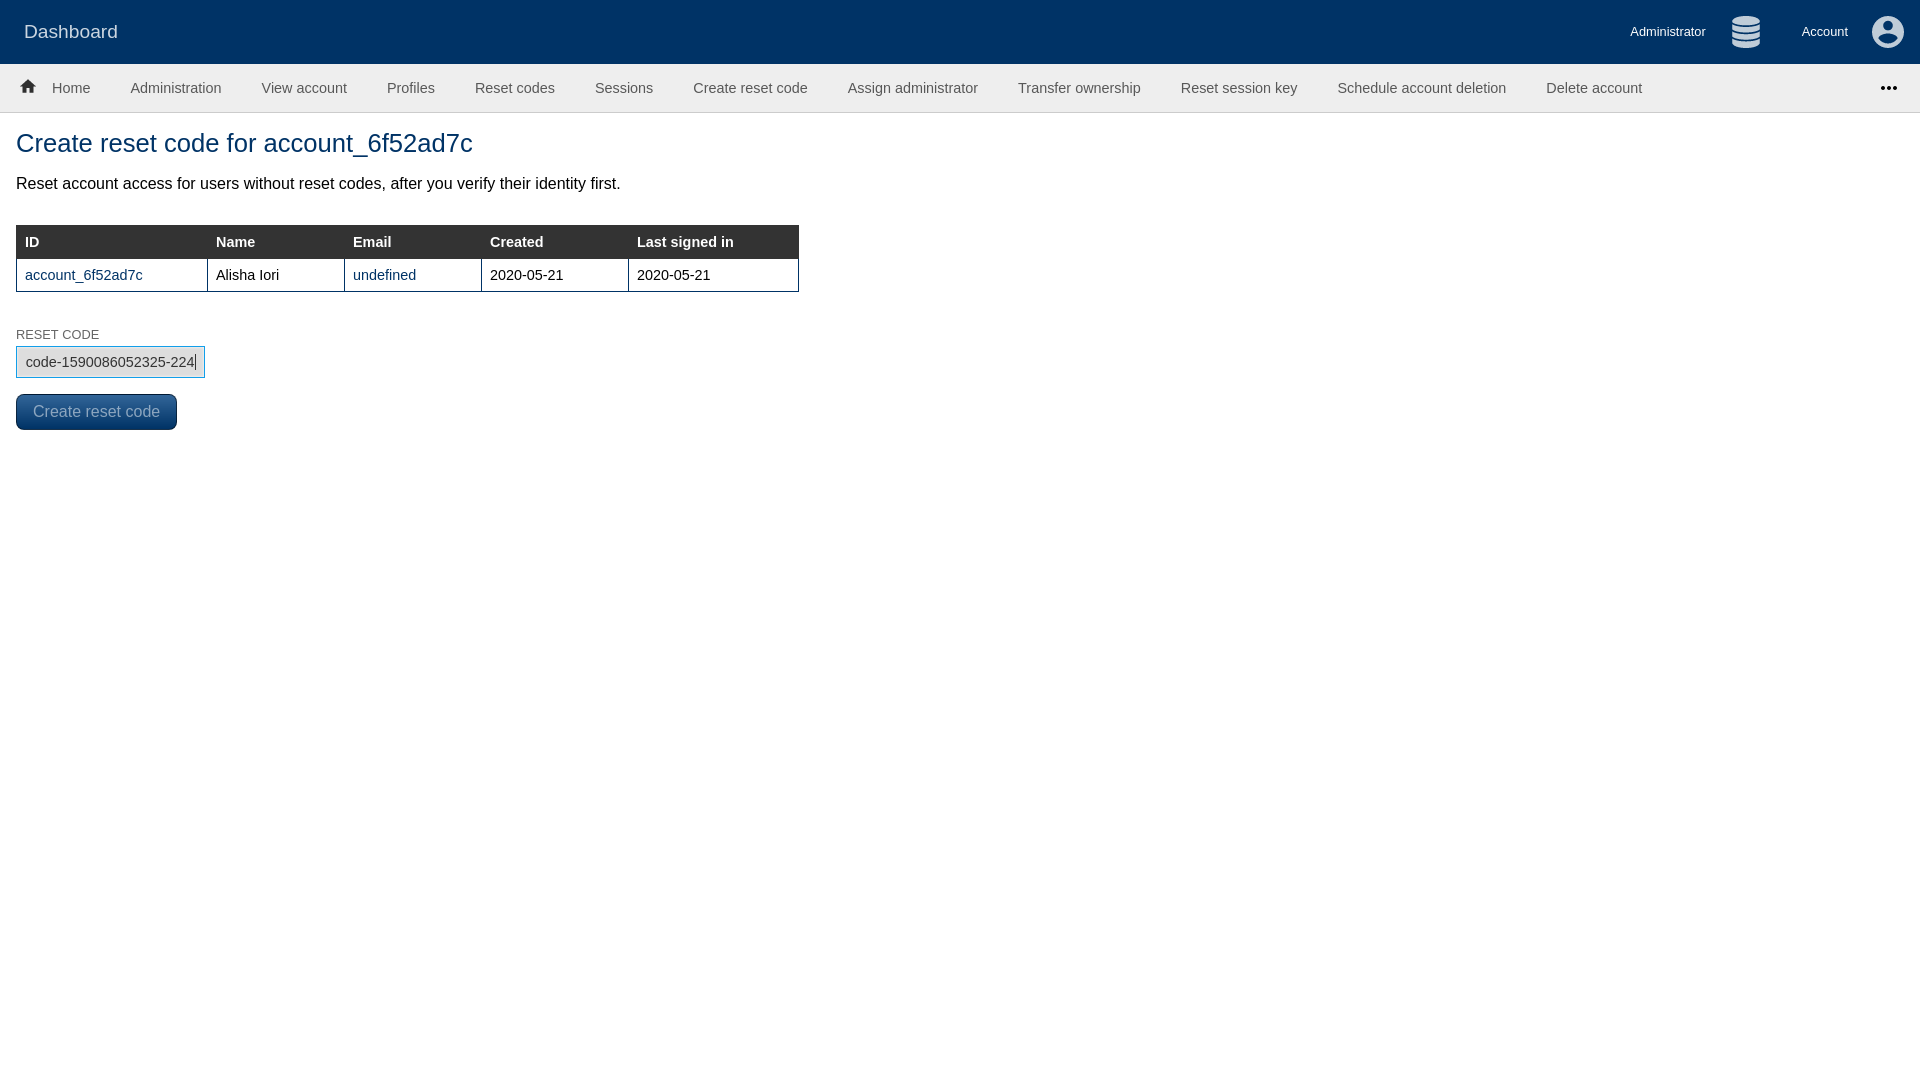 Dashboard
Administrator
Account
Home Administration View account Profiles Reset codes Sessions Create reset code Assign administrator Transfer ownership Reset session key Schedule account deletion Delete account
Create reset code for account_6f52ad7c
Reset account access for users without reset codes, after you verify their identity first.
ID Name Email Created Last signed in
account_6f52ad7c Alisha Iori undefined 2020-05-21 2020-05-21
RESET CODE
code-1590086052325-224
Create reset code